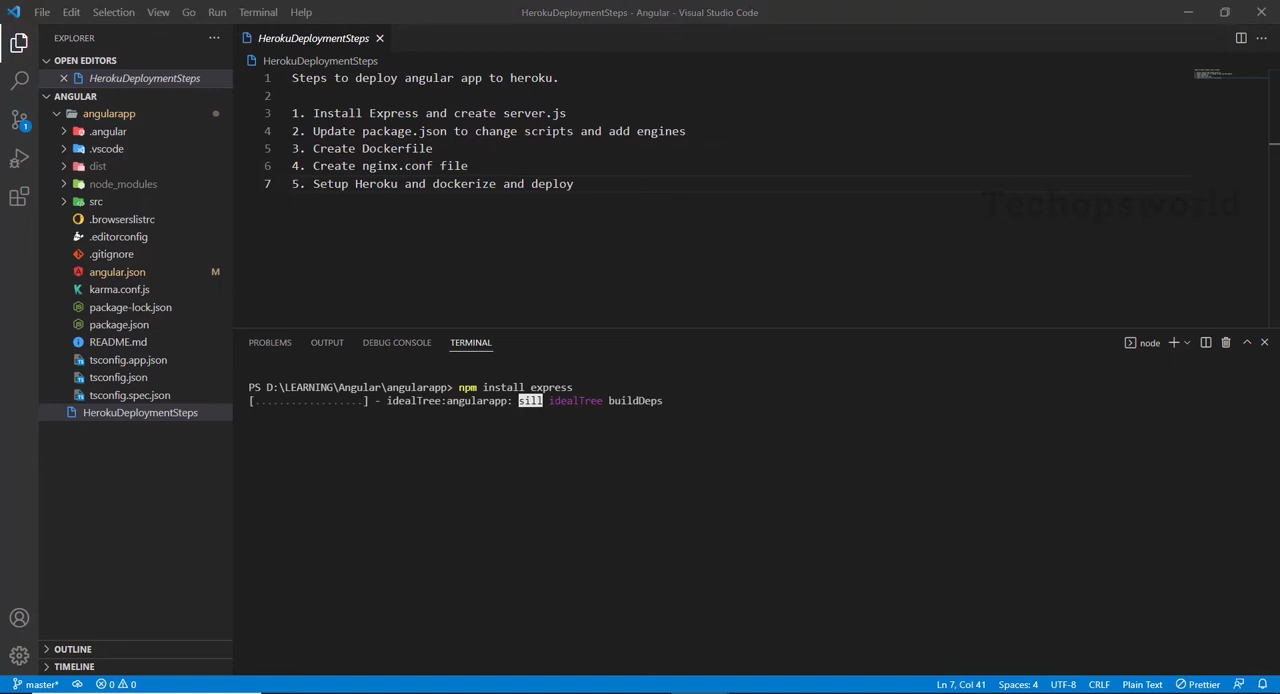 File Edit Selection View Go Run Terminal Help HerokuDeploymentSteps - Angular - Visual Studio Code
EXPLORER
OPEN EDITORS
HerokuDeploymentSteps
ANGULAR
angularapp
.angular
.vscode
dist
node_modules
src
.browserslistrc
.editorconfig
.gitignore
angular.json M
karma.conf.js
package-lock.json
package.json
README.md
tsconfig.app.json
tsconfig.json
tsconfig.spec.json
HerokuDeploymentSteps
OUTLINE
TIMELINE
HerokuDeploymentSteps
HerokuDeploymentSteps
1 Steps to deploy angular app to heroku.
2
3 1. Install Express and create server.js
4 2. Update package.json to change scripts and add engines
5 3. Create Dockerfile
6 4. Create nginx.conf file
7 5. Setup Heroku and dockerize and deploy
Techopsworld
PROBLEMS OUTPUT DEBUG CONSOLE TERMINAL node
PS D:\LEARNING\Angular\angularapp> npm install express
[..................] - idealTree:angularapp: sill idealTree buildDeps
1
master* 0 0 Ln 7, Col 41 Spaces: 4 UTF-8 CRLF Plain Text Prettier